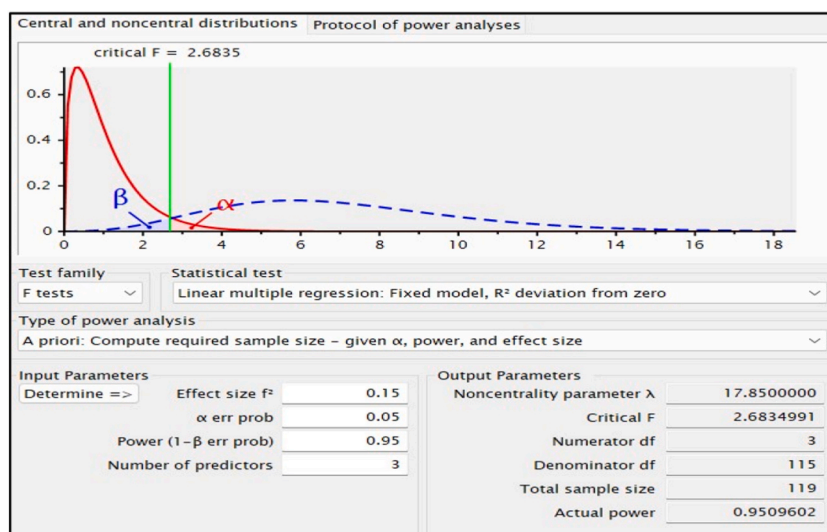 Central and noncentral distributions Protocol of power analyses
critical F = 2.6835
0.6
0.4
0.2
0
β α
0 2 4 6 8 10 12 14 16 18
Test family Statistical test
F tests Linear multiple regression: Fixed model, R² deviation from zero
Type of power analysis
A priori: Compute required sample size – given α, power, and effect size
Input Parameters Output Parameters
Determine => Effect size f² 0.15 Noncentrality parameter λ 17.8500000
α err prob 0.05 Critical F 2.6834991
Power (1-β err prob) 0.95 Numerator df 3
Number of predictors 3 Denominator df 115
Total sample size 119
Actual power 0.9509602